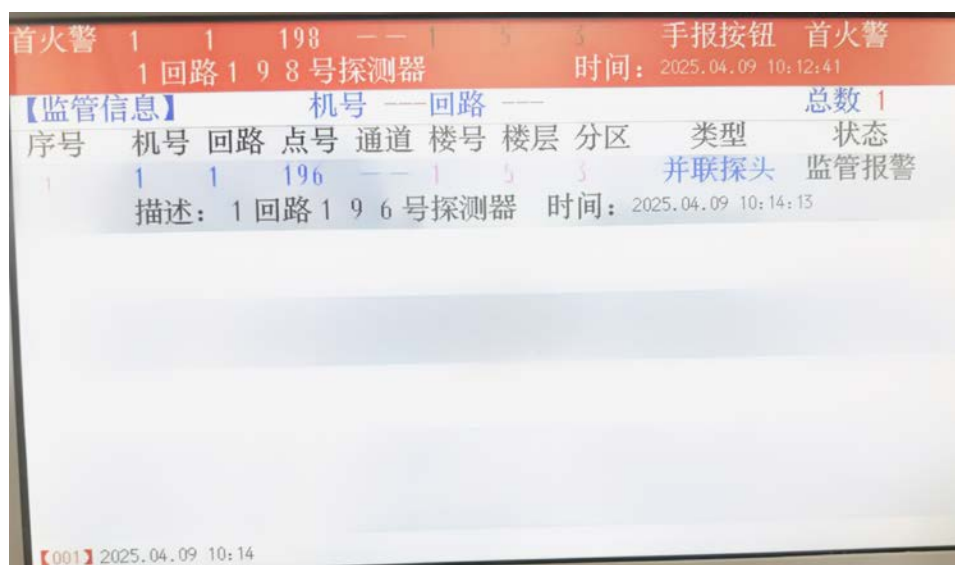 首火警 1 1 198 -- 1 5 3 手报按钮 首火警
1回路198号探测器 时间：2025.04.09 10:12:41
【监管信息】 机号 ---回路 --- 总数 1
序号 机号 回路 点号 通道 楼号 楼层 分区 类型 状态
1 1 1 196 -- 1 5 3 并联探头 监管报警
描述：1回路196号探测器 时间：2025.04.09 10:14:13
【001】2025.04.09 10:14